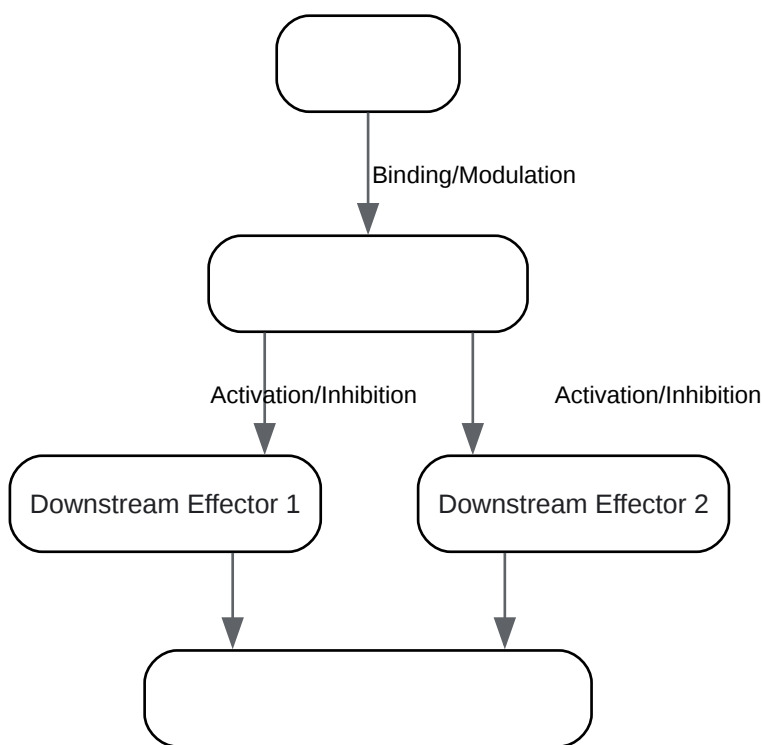 Binding/Modulation
Activation/Inhibition
Activation/Inhibition
Downstream Effector 1
Downstream Effector 2